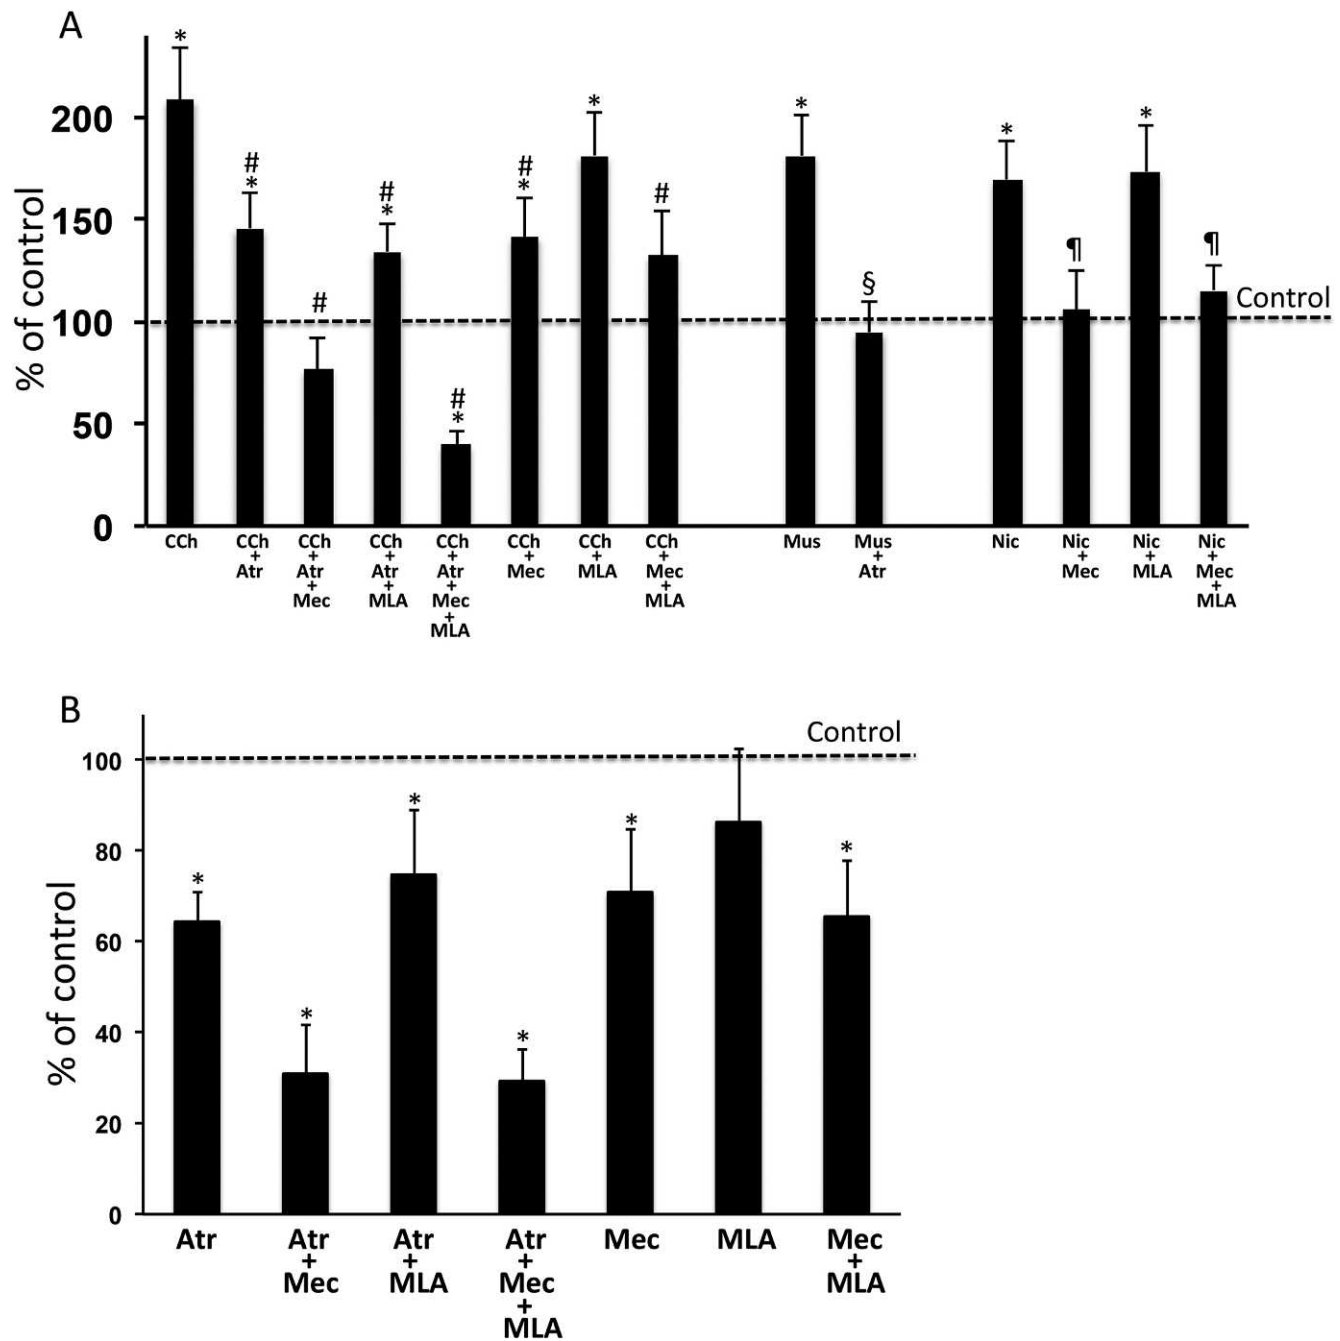 A
% of control
200
150
100
50
0
*
#
*
#
#
*
#
*
#
*
*
#
*
§
*
¶
*
¶
Control
CCh
CCh
+
Atr
CCh
+
Atr
+
Mec
CCh
+
Atr
+
MLA
CCh
+
Atr
+
Mec
+
MLA
CCh
+
Mec
CCh
+
MLA
CCh
+
Mec
+
MLA
Mus
Mus
+
Atr
Nic
Nic
+
Mec
Nic
+
MLA
Nic
+
Mec
+
MLA
B
% of control
100
80
60
40
20
0
Control
*
*
*
*
*
*
Atr
Atr
+
Mec
Atr
+
MLA
Atr
+
Mec
+
MLA
Mec
MLA
Mec
+
MLA